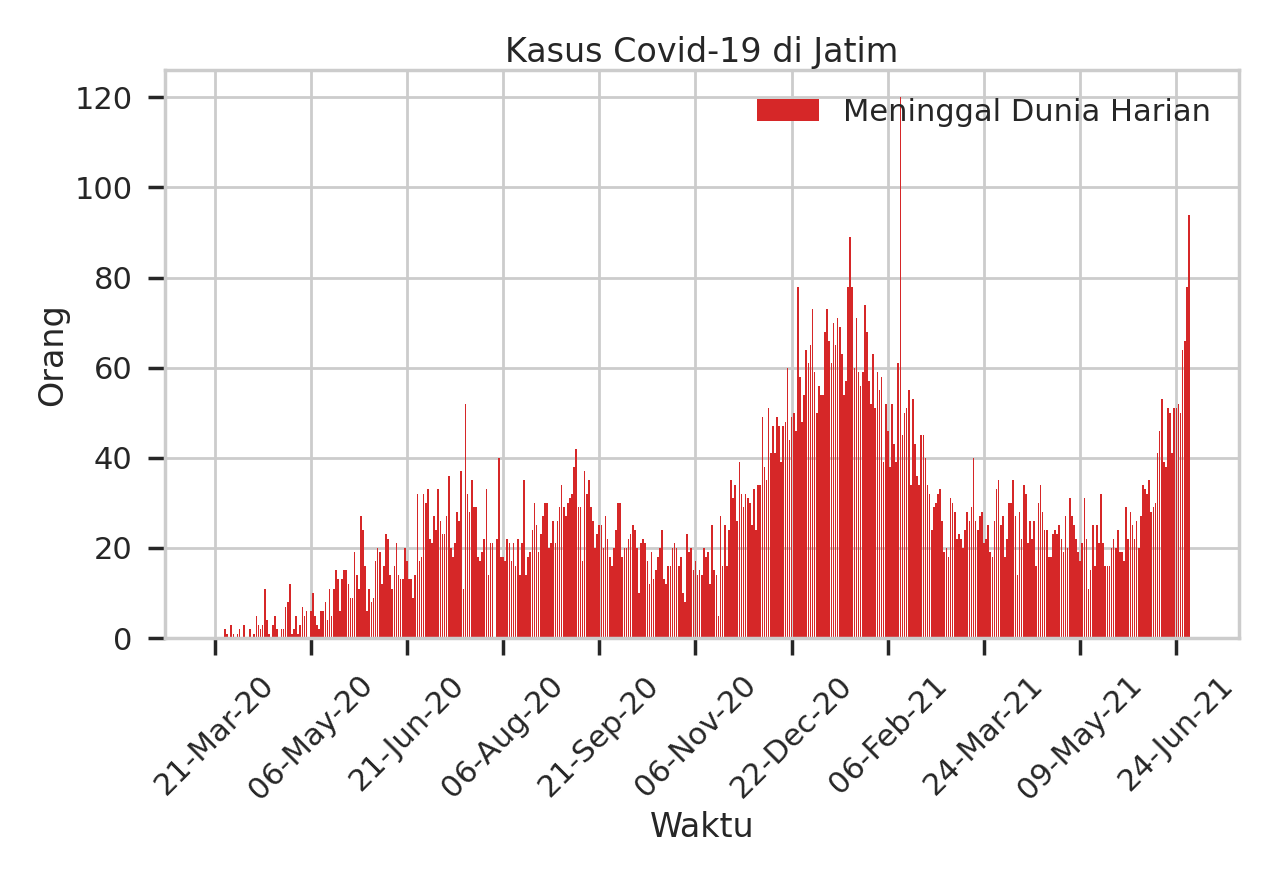 Kasus Covid-19 di Jatim
Meninggal Dunia Harian
120
100
80
60
40
20
0
Orang
21-Mar-20
06-May-20
21-Jun-20
06-Aug-20
21-Sep-20
06-Nov-20
22-Dec-20
06-Feb-21
24-Mar-21
09-May-21
24-Jun-21
Waktu